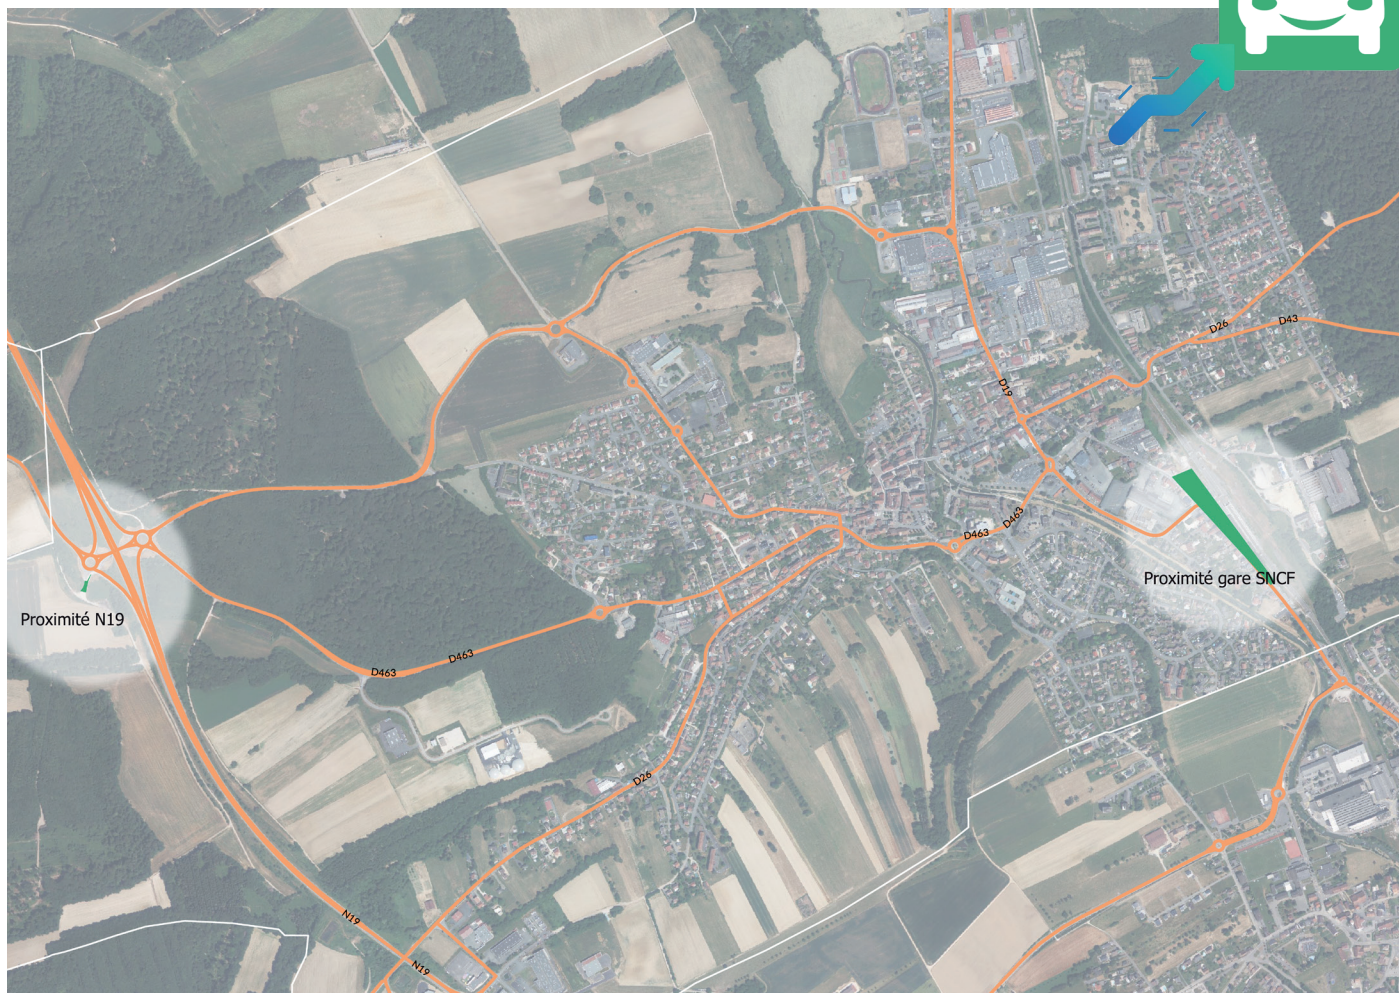 D26
D43
D19
D463
D463
Proximité gare SNCF
Proximité N19
D463
D463
D26
N19
N19